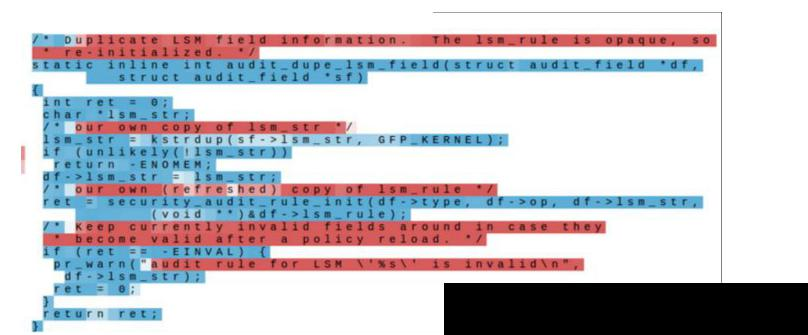 /* Duplicate LSM field information. The lsm_rule is opaque, so
* re-initialized. */
static inline int audit_dupe_lsm_field(struct audit_field *df,
struct audit_field *sf)
{
int ret = 0;
char *lsm_str;
/* our own copy of lsm_str */
lsm_str = kstrdup(sf->lsm_str, GFP_KERNEL);
if (unlikely(!lsm_str))
return -ENOMEM;
df->lsm_str = lsm_str;
/* our own (refreshed) copy of lsm_rule */
ret = security_audit_rule_init(df->type, df->op, df->lsm_str,
(void **)&df->lsm_rule);
/* Keep currently invalid fields around in case they
* become valid after a policy reload. */
if (ret == -EINVAL) {
pr_warn("audit rule for LSM \'%s\' is invalid\n",
df->lsm_str);
ret = 0;
}
return ret;
}